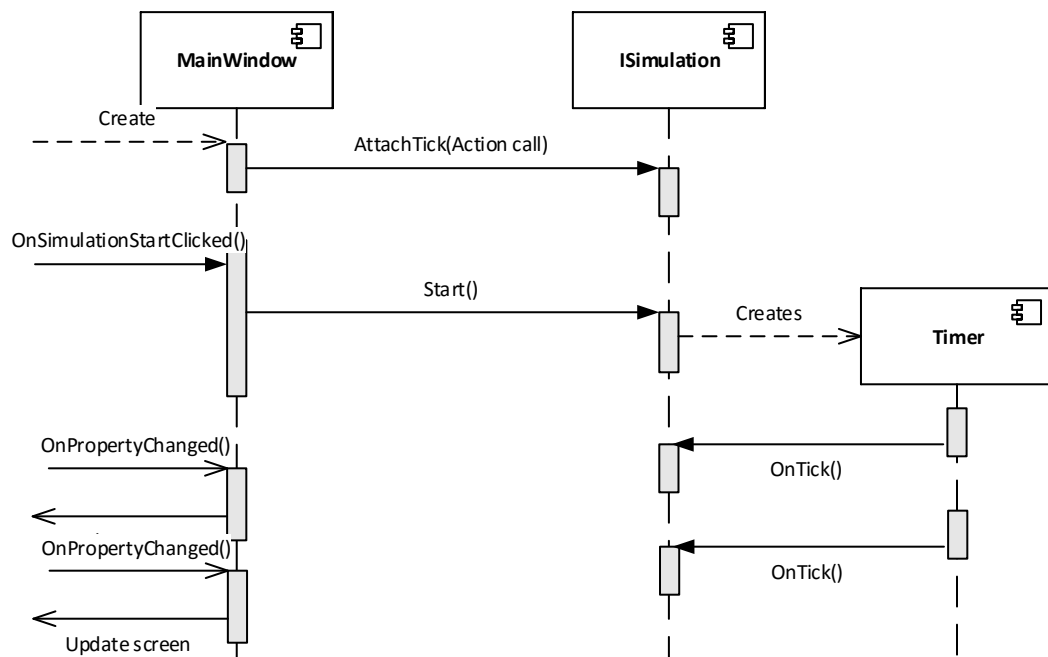 MainWindow
ISimulation
Create
AttachTick(Action call)
OnSimulationStartClicked()
Start()
Creates
Timer
OnPropertyChanged()
OnTick()
OnPropertyChanged()
OnTick()
Update screen